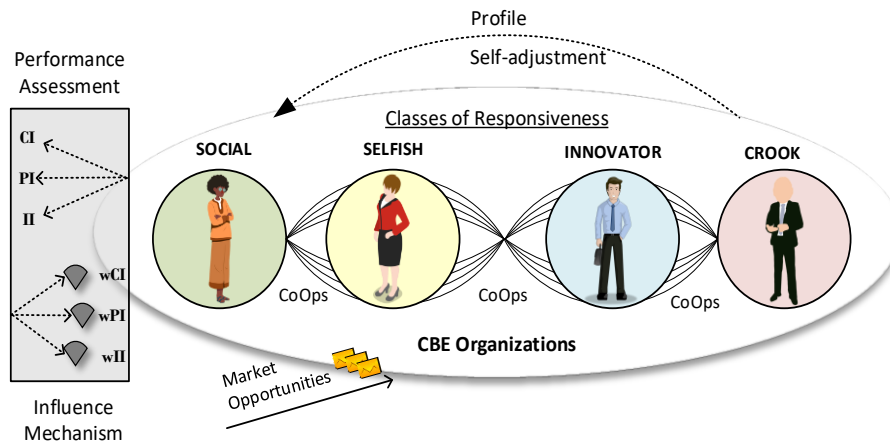 Profile
Self-adjustment
Performance
Assessment
CI
PI
II
wCI
wPI
wII
Influence
Mechanism
Classes of Responsiveness
SOCIAL
SELFISH
INNOVATOR
CROOK
CoOps
CoOps
CoOps
CBE Organizations
Market
Opportunities